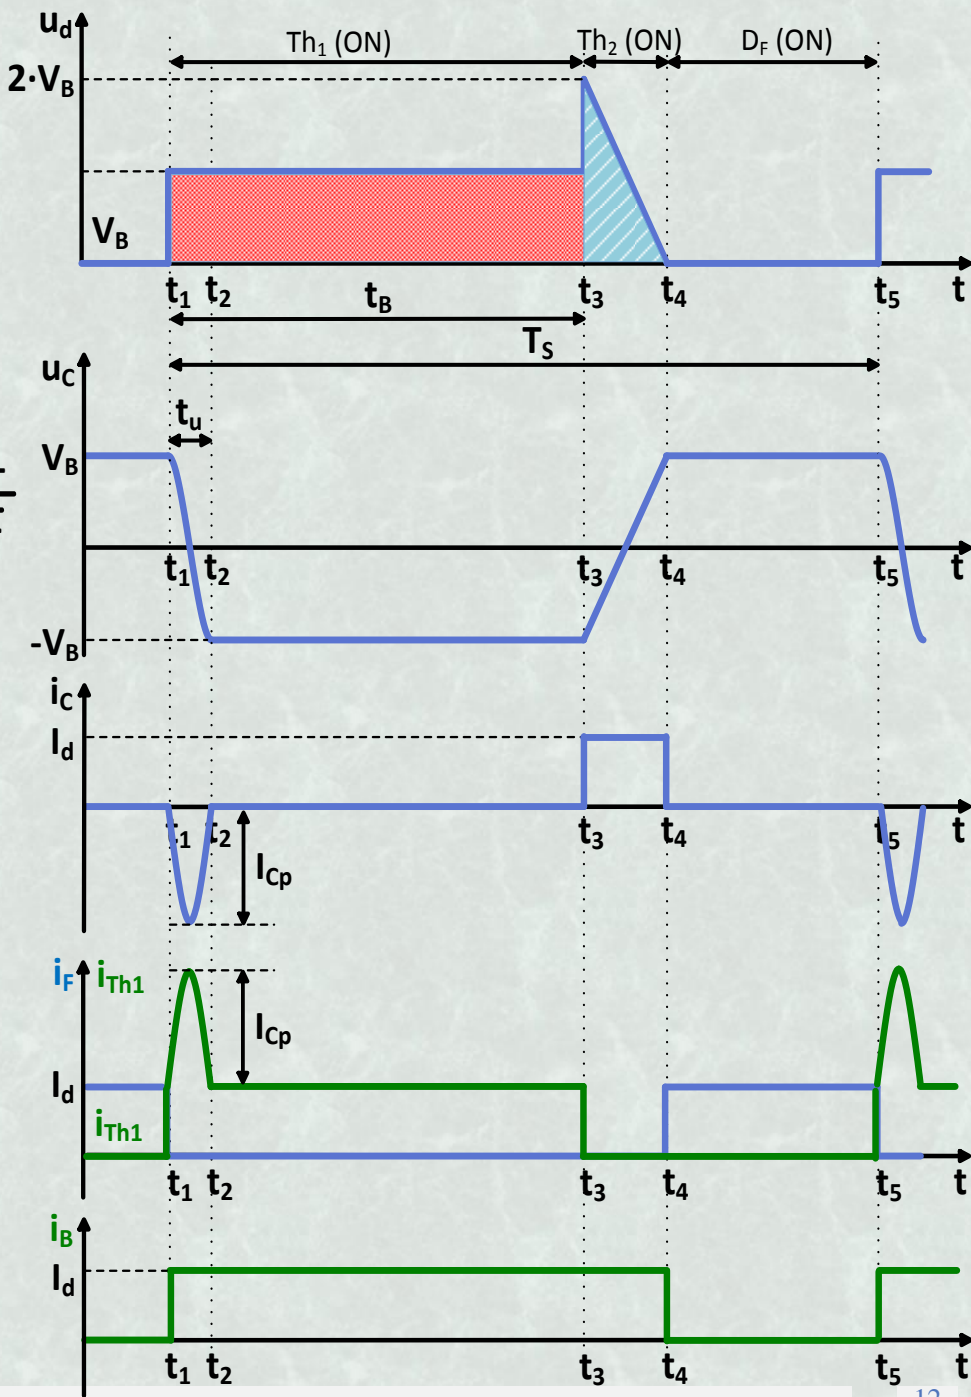 u_d
Th₁ (ON) Th₂ (ON) D_F (ON)
2·V_B
V_B
t₁ t₂ t_B t₃ t₄ t₅ t
T_S
u_C
t_u
V_B
t₁ t₂ t₃ t₄ t₅ t
-V_B
i_C
I_d
t₁ t₂ t₃ t₄ t₅ t
I_Cp
i_F i_Th1
I_Cp
I_d
i_Th1
t₁ t₂ t₃ t₄ t₅ t
i_B
I_d
t₁ t₂ t₃ t₄ t₅ t